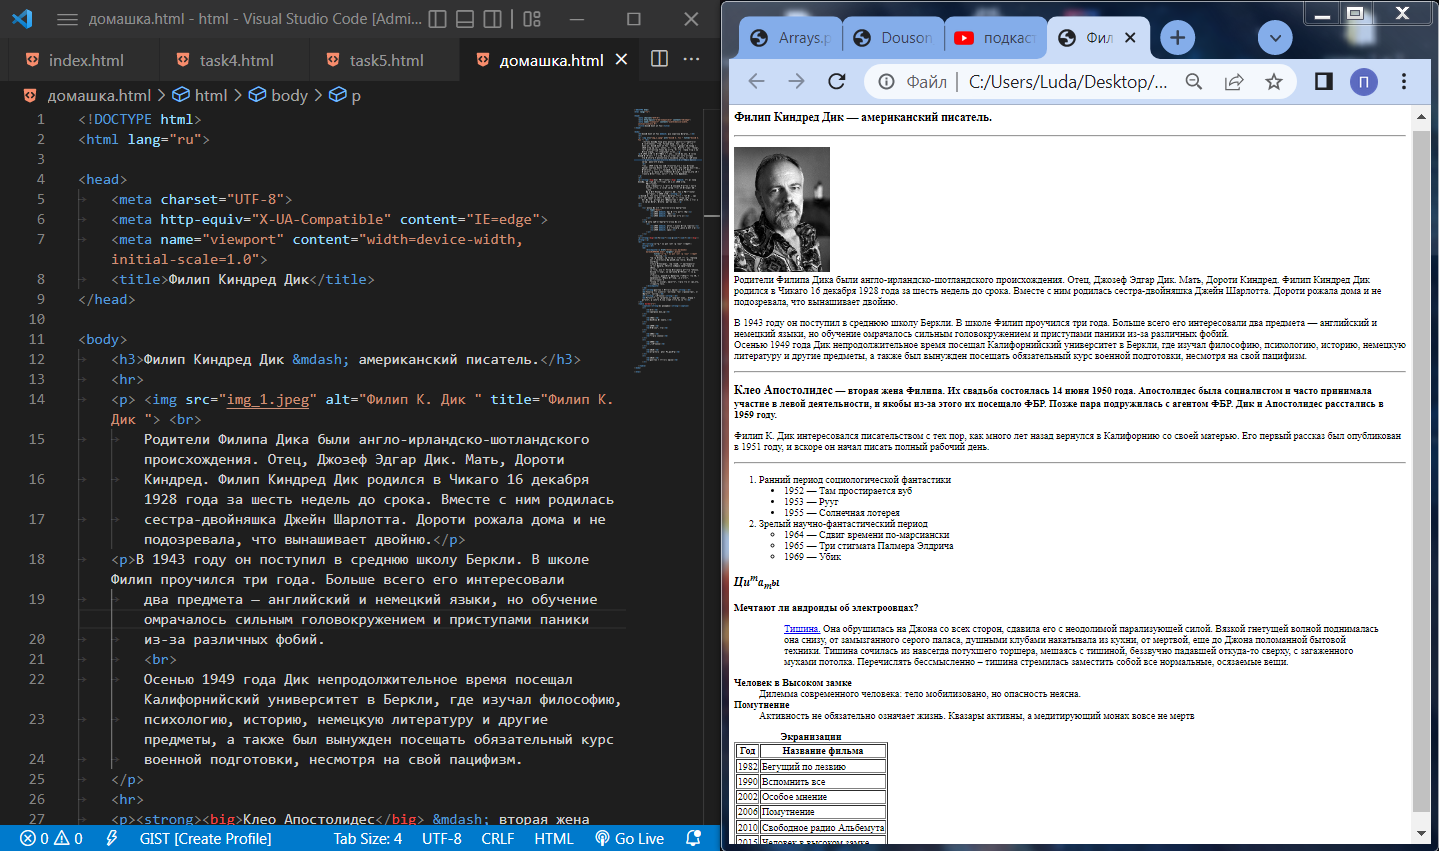 домашка.html - html - Visual Studio Code [Admi...
index.html
task4.html
task5.html
домашка.html
домашка.html > html > body > p
1 <!DOCTYPE html>
2 <html lang="ru">
3
4 <head>
5 <meta charset="UTF-8">
6 <meta http-equiv="X-UA-Compatible" content="IE=edge">
7 <meta name="viewport" content="width=device-width,
initial-scale=1.0">
8 <title>Филип Киндред Дик</title>
9 </head>
10
11 <body>
12 <h3>Филип Киндред Дик &mdash; американский писатель.</h3>
13 <hr>
14 <p> <img src="img_1.jpeg" alt="Филип К. Дик " title="Филип К.
Дик "> <br>
15 Родители Филипа Дика были англо-ирландско-шотландского
происхождения. Отец, Джозеф Эдгар Дик. Мать, Дороти
16 Киндред. Филип Киндред Дик родился в Чикаго 16 декабря
1928 года за шесть недель до срока. Вместе с ним родилась
17 сестра-двойняшка Джейн Шарлотта. Дороти рожала дома и не
подозревала, что вынашивает двойню.</p>
18 <p>В 1943 году он поступил в среднюю школу Беркли. В школе
Филип проучился три года. Больше всего его интересовали
19 два предмета — английский и немецкий языки, но обучение
омрачалось сильным головокружением и приступами паники
20 из-за различных фобий.
21 <br>
22 Осенью 1949 года Дик непродолжительное время посещал
Калифорнийский университет в Беркли, где изучал философию,
23 психологию, историю, немецкую литературу и другие
предметы, а также был вынужден посещать обязательный курс
24 военной подготовки, несмотря на свой пацифизм.
25 </p>
26 <hr>
27 <p><strong><big>Клео Апостолидес</big> &mdash; вторая жена
0 0 GIST [Create Profile] Tab Size: 4 UTF-8 CRLF HTML Go Live
Arrays.p
Douson
подкаст
Фил
Файл | C:/Users/Luda/Desktop/...
П
Филип Киндред Дик — американский писатель.
Родители Филипа Дика были англо-ирландско-шотландского происхождения. Отец, Джозеф Эдгар Дик. Мать, Дороти Киндред. Филип Киндред Дик
родился в Чикаго 16 декабря 1928 года за шесть недель до срока. Вместе с ним родилась сестра-двойняшка Джейн Шарлотта. Дороти рожала дома и не
подозревала, что вынашивает двойню.
В 1943 году он поступил в среднюю школу Беркли. В школе Филип проучился три года. Больше всего его интересовали два предмета — английский и
немецкий языки, но обучение омрачалось сильным головокружением и приступами паники из-за различных фобий.
Осенью 1949 года Дик непродолжительное время посещал Калифорнийский университет в Беркли, где изучал философию, психологию, историю, немецкую
литературу и другие предметы, а также был вынужден посещать обязательный курс военной подготовки, несмотря на свой пацифизм.
Клео Апостолидес — вторая жена Филипа. Их свадьба состоялась 14 июня 1950 года. Апостолидес была социалистом и часто принимала
участие в левой деятельности, и якобы из-за этого их посещало ФБР. Позже пара подружилась с агентом ФБР. Дик и Апостолидес расстались в
1959 году.
Филип К. Дик интересовался писательством с тех пор, как много лет назад вернулся в Калифорнию со своей матерью. Его первый рассказ был опубликован
в 1951 году, и вскоре он начал писать полный рабочий день.
1. Ранний период социологической фантастики
• 1952 — Там простирается вуб
• 1953 — Рууг
• 1955 — Солнечная лотерея
2. Зрелый научно-фантастический период
◦ 1964 — Сдвиг времени по-марсиански
◦ 1965 — Три стигмата Палмера Элдрича
◦ 1969 — Убик
Цитаты
Мечтают ли андроиды об электроовцах?
Тишина. Она обрушилась на Джона со всех сторон, сдавила его с неодолимой парализующей силой. Вязкой гнетущей волной поднималась
она снизу, от замызганного серого паласа, душными клубами накатывала из кухни, от мертвой, еще до Джона поломанной бытовой
техники. Тишина сочилась из навсегда потухшего торшера, мешаясь с тишиной, беззвучно падавшей откуда-то сверху, с загаженного
мухами потолка. Перечислять бессмысленно – тишина стремилась заместить собой все нормальные, осязаемые вещи.
Человек в Высоком замке
Дилемма современного человека: тело мобилизовано, но опасность неясна.
Помутнение
Активность не обязательно означает жизнь. Квазары активны, а медитирующий монах вовсе не мертв
Экранизации
Год Название фильма
1982 Бегущий по лезвию
1990 Вспомнить все
2002 Особое мнение
2006 Помутнение
2010 Свободное радио Альбемута
2015 Человек в высоком замке